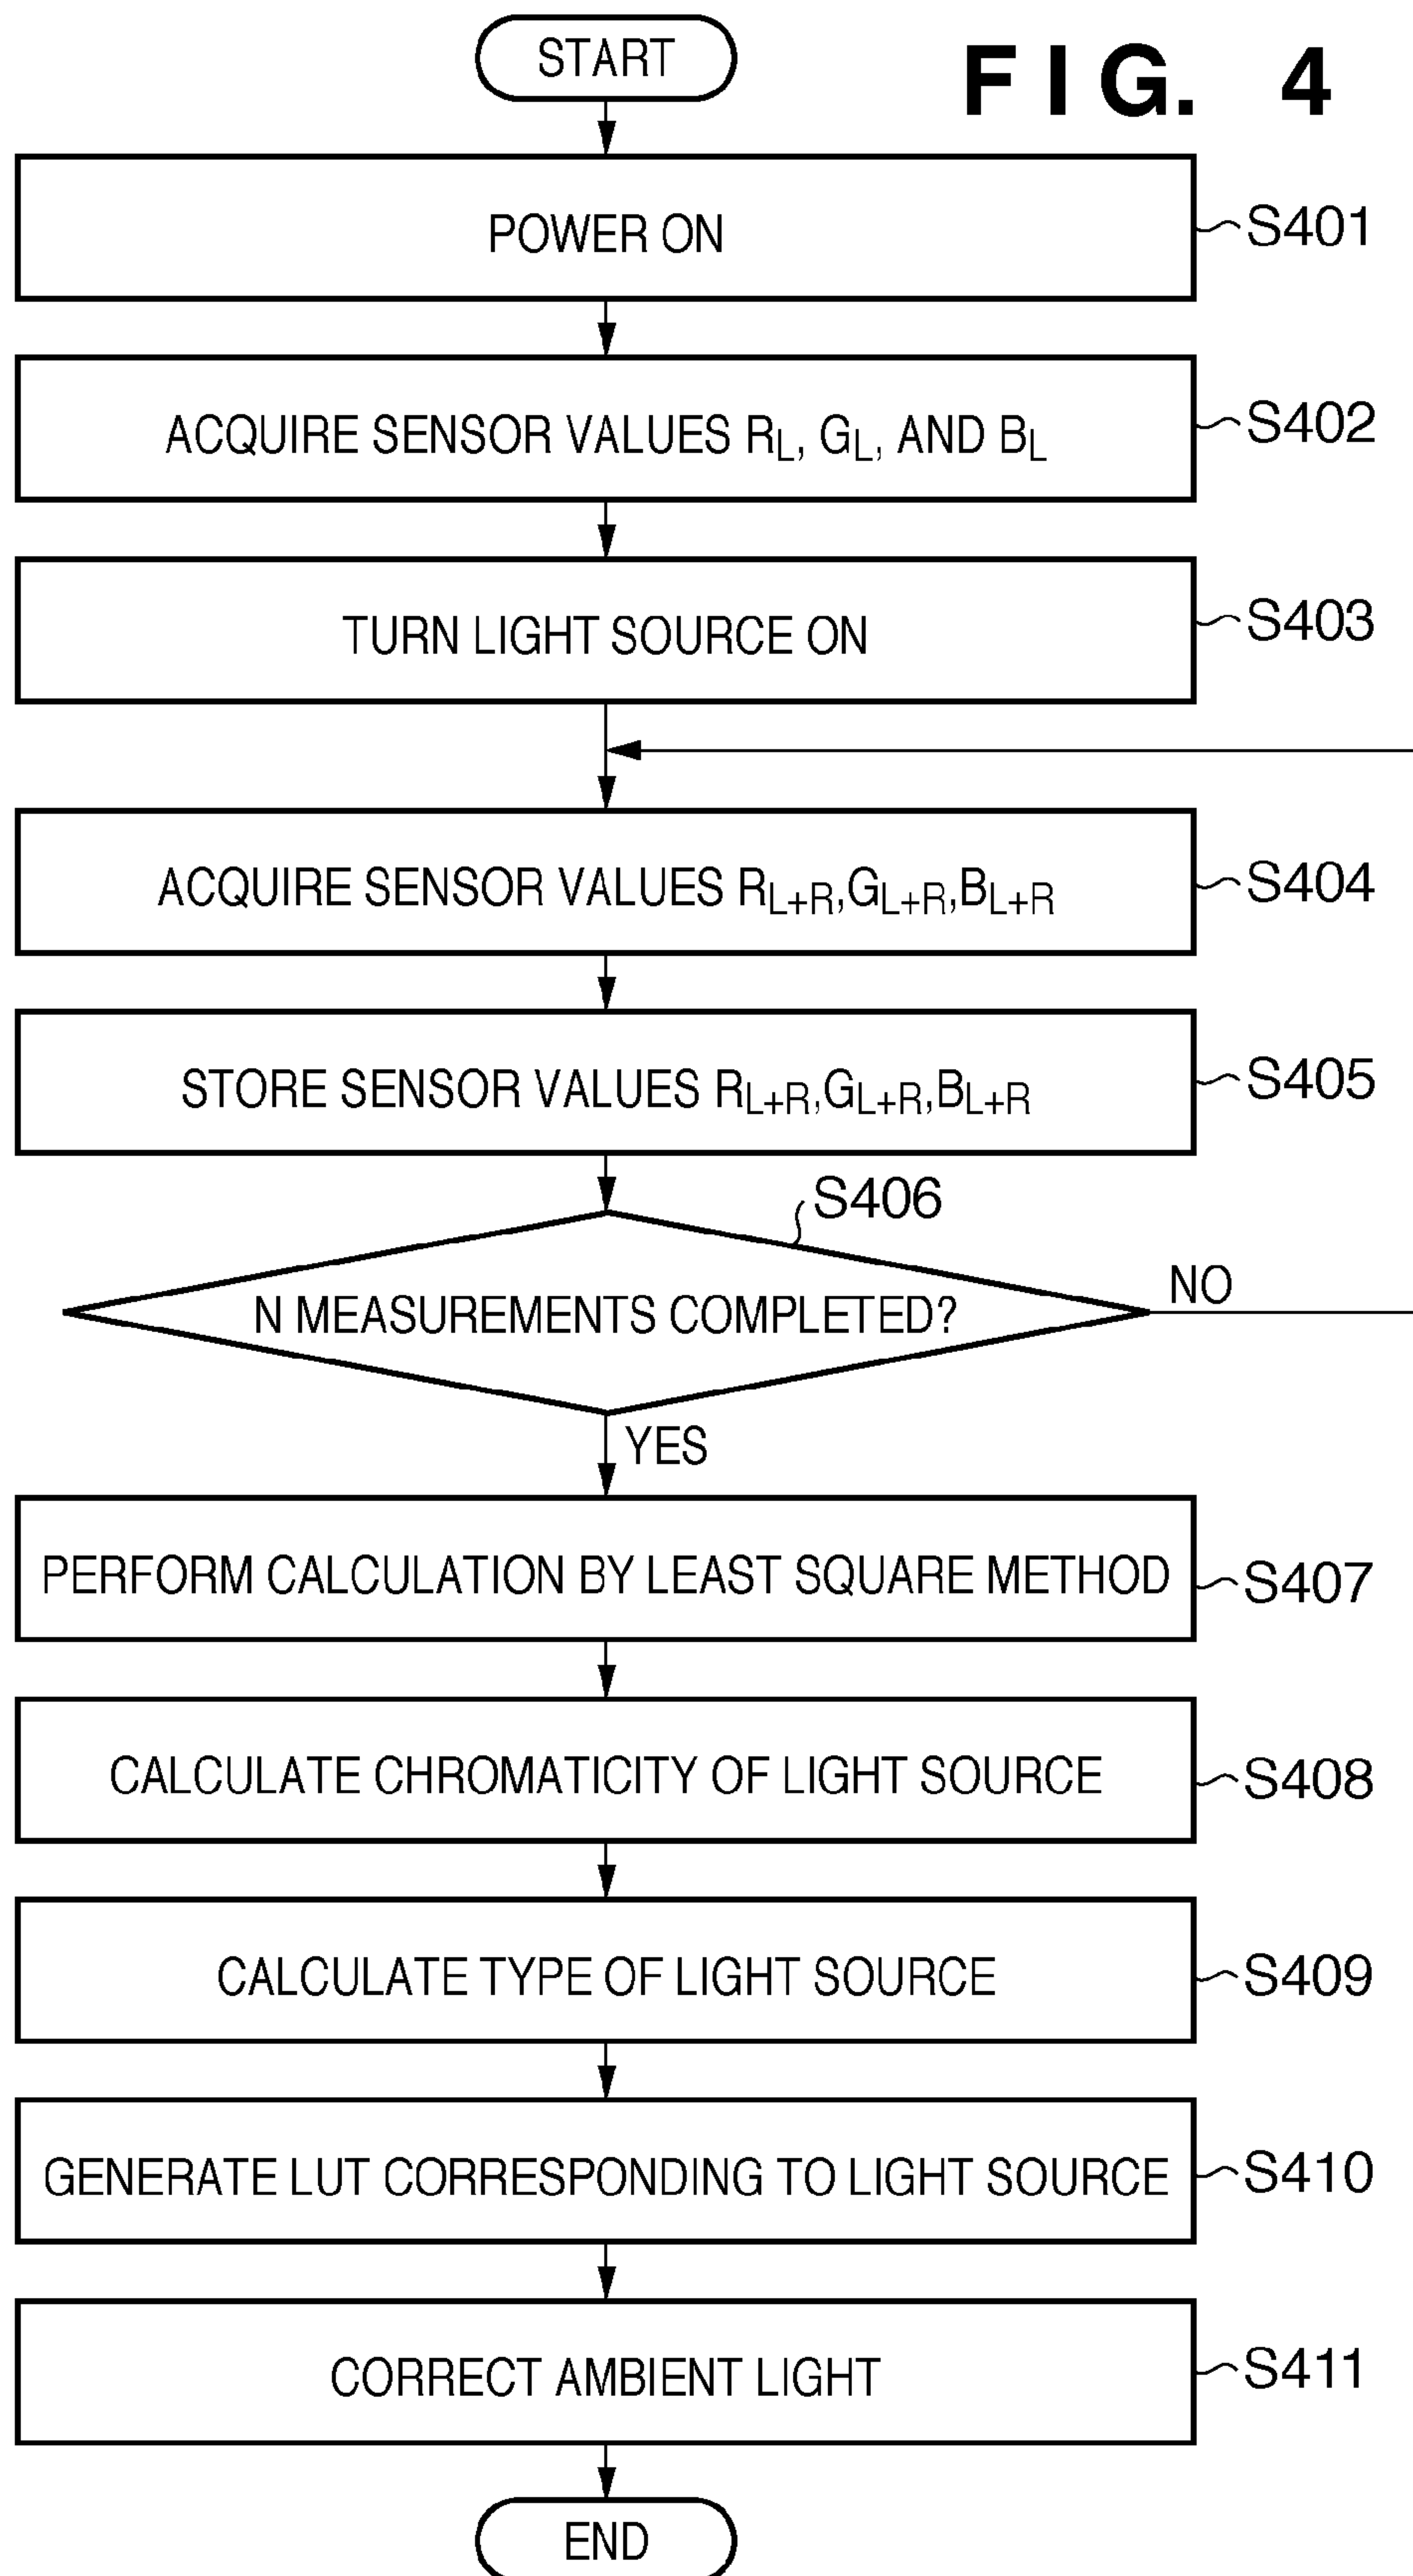 START
FIG. 4
POWER ON
S401
ACQUIRE SENSOR VALUES RL, GL, AND BL
S402
TURN LIGHT SOURCE ON
S403
ACQUIRE SENSOR VALUES RL+R,GL+R,BL+R
S404
STORE SENSOR VALUES RL+R,GL+R,BL+R
S405
S406
N MEASUREMENTS COMPLETED?
NO
YES
PERFORM CALCULATION BY LEAST SQUARE METHOD
S407
CALCULATE CHROMATICITY OF LIGHT SOURCE
S408
CALCULATE TYPE OF LIGHT SOURCE
S409
GENERATE LUT CORRESPONDING TO LIGHT SOURCE
S410
CORRECT AMBIENT LIGHT
S411
END